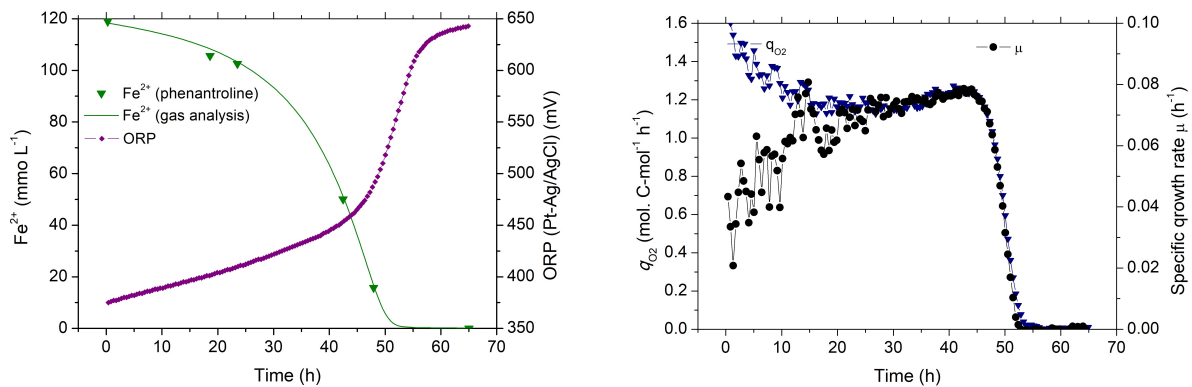 120
100
80
60
40
20
0
Fe²⁺ (mmo L⁻¹)
Fe²⁺ (phenantroline)
Fe²⁺ (gas analysis)
ORP
650
600
550
500
450
400
350
ORP (Pt-Ag/AgCl) (mV)
0 10 20 30 40 50 60 70
Time (h)
1.6
1.4
1.2
1.0
0.8
0.6
0.4
0.2
0.0
qO2 (mol. C-mol⁻¹ h⁻¹)
qO2
μ
0.10
0.08
0.06
0.04
0.02
0.00
Specific qrowth rate μ (h⁻¹)
0 10 20 30 40 50 60 70
Time (h)